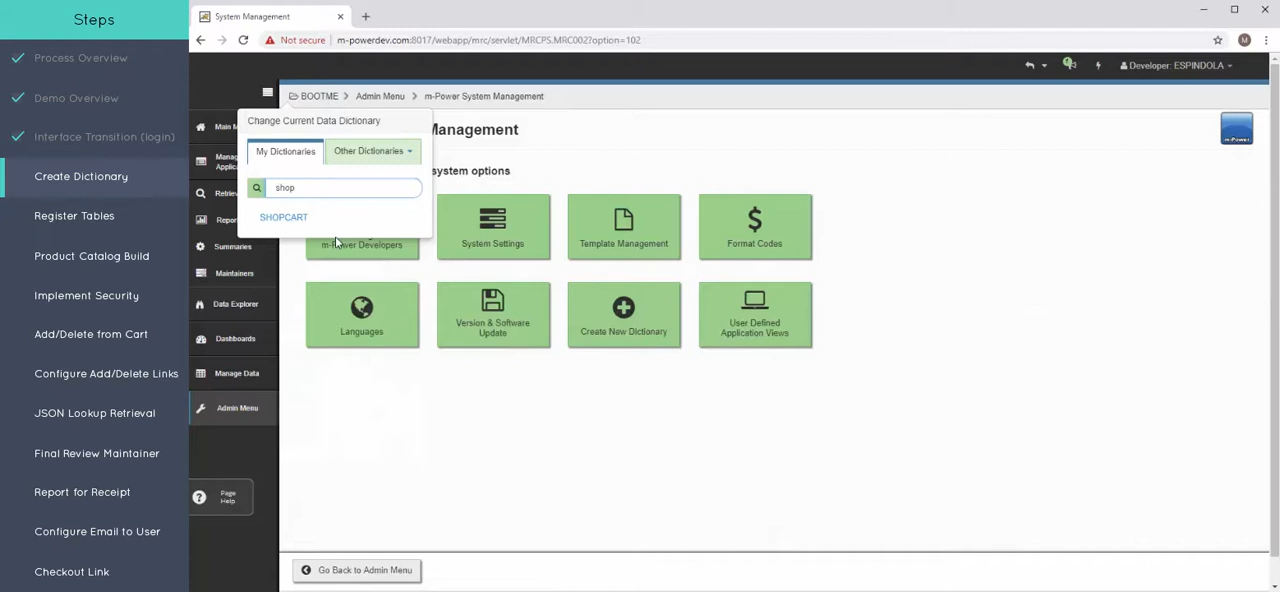 Steps
Process Overview
Demo Overview
Interface Transition (login)
Create Dictionary
Register Tables
Product Catalog Build
Implement Security
Add/Delete from Cart
Configure Add/Delete Links
JSON Lookup Retrieval
Final Review Maintainer
Report for Receipt
Configure Email to User
Checkout Link
System Management
Not secure
m-powerdev.com:8017/webapp/mrc/servlet/MRCPS.MRC002?option=102
M
Developer: ESPINDOLA
BOOTME > Admin Menu > m-Power System Management
Main M
Manag
Applica
Retriev
Repor
Summaries
Maintainers
Data Explorer
Dashboards
Manage Data
Admin Menu
Page
Help
Change Current Data Dictionary
My Dictionaries
Other Dictionaries
shop
SHOPCART
Management
system options
m-Power Developers
System Settings
Template Management
Format Codes
Languages
Version & Software
Update
Create New Dictionary
User Defined
Application Views
m-Power
Go Back to Admin Menu